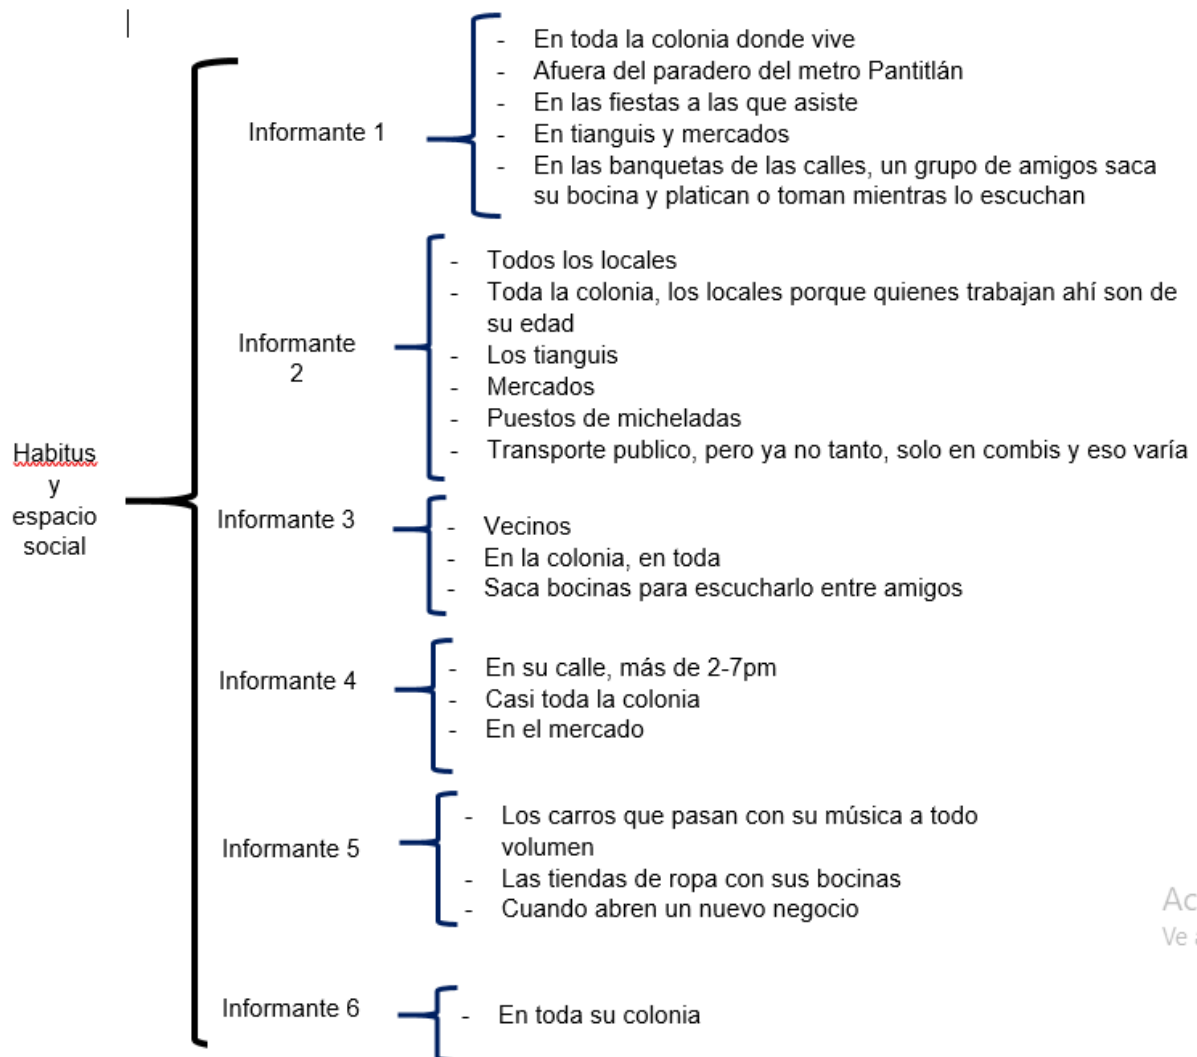 Habitus
y
espacio
social
Informante 1
- En toda la colonia donde vive
- Afuera del paradero del metro Pantitlán
- En las fiestas a las que asiste
- En tianguis y mercados
- En las banquetas de las calles, un grupo de amigos saca
su bocina y platican o toman mientras lo escuchan
Informante
2
- Todos los locales
- Toda la colonia, los locales porque quienes trabajan ahí son de
su edad
- Los tianguis
- Mercados
- Puestos de micheladas
- Transporte publico, pero ya no tanto, solo en combis y eso varía
Informante 3
- Vecinos
- En la colonia, en toda
- Saca bocinas para escucharlo entre amigos
Informante 4
- En su calle, más de 2-7pm
- Casi toda la colonia
- En el mercado
Informante 5
- Los carros que pasan con su música a todo
volumen
- Las tiendas de ropa con sus bocinas
- Cuando abren un nuevo negocio
Informante 6
- En toda su colonia
Ac
Ve a